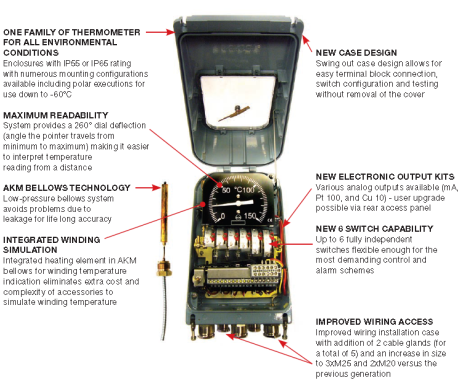 ONE FAMILY OF THERMOMETER
FOR ALL ENVIRONMENTAL
CONDITIONS
Enclosures with IP55 or IP65 rating
with numerous mounting configurations
available including polar executions for
use down to -60°C
MAXIMUM READABILITY
System provides a 260° dial deflection
(angle the pointer travels from
minimum to maximum) making it easier
to interpret temperature
reading from a distance
AKM BELLOWS TECHNOLOGY
Low-pressure bellows system
avoids problems due to
leakage for life long accuracy
INTEGRATED WINDING
SIMULATION
Integrated heating element in AKM
bellows for winding temperature
indication eliminates extra cost and
complexity of accessories to
simulate winding temperature
50 °C 100
0 150
NEW CASE DESIGN
Swing out case design allows for
easy terminal block connection,
switch configuration and testing
without removal of the cover
NEW ELECTRONIC OUTPUT KITS
Various analog outputs available (mA,
Pt 100, and Cu 10) - user upgrade
possible via rear access panel
NEW 6 SWITCH CAPABILITY
Up to 6 fully independent
switches flexible enough for the
most demanding control and
alarm schemes
IMPROVED WIRING ACCESS
Improved wiring installation case
with addition of 2 cable glands (for
a total of 5) and an increase in size
to 3xM25 and 2xM20 versus the
previous generation